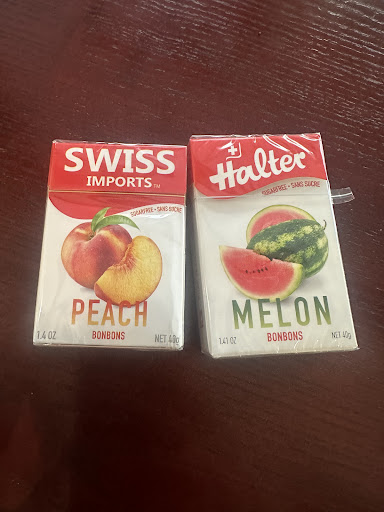 SWISS
IMPORTS™
SUGARFREE • SANS SUCRE
PEACH
BONBONS
1.4 OZ
NET 40g
Halter
SUGARFREE • SANS SUCRE
MELON
BONBONS
1.41 OZ
NET 40g